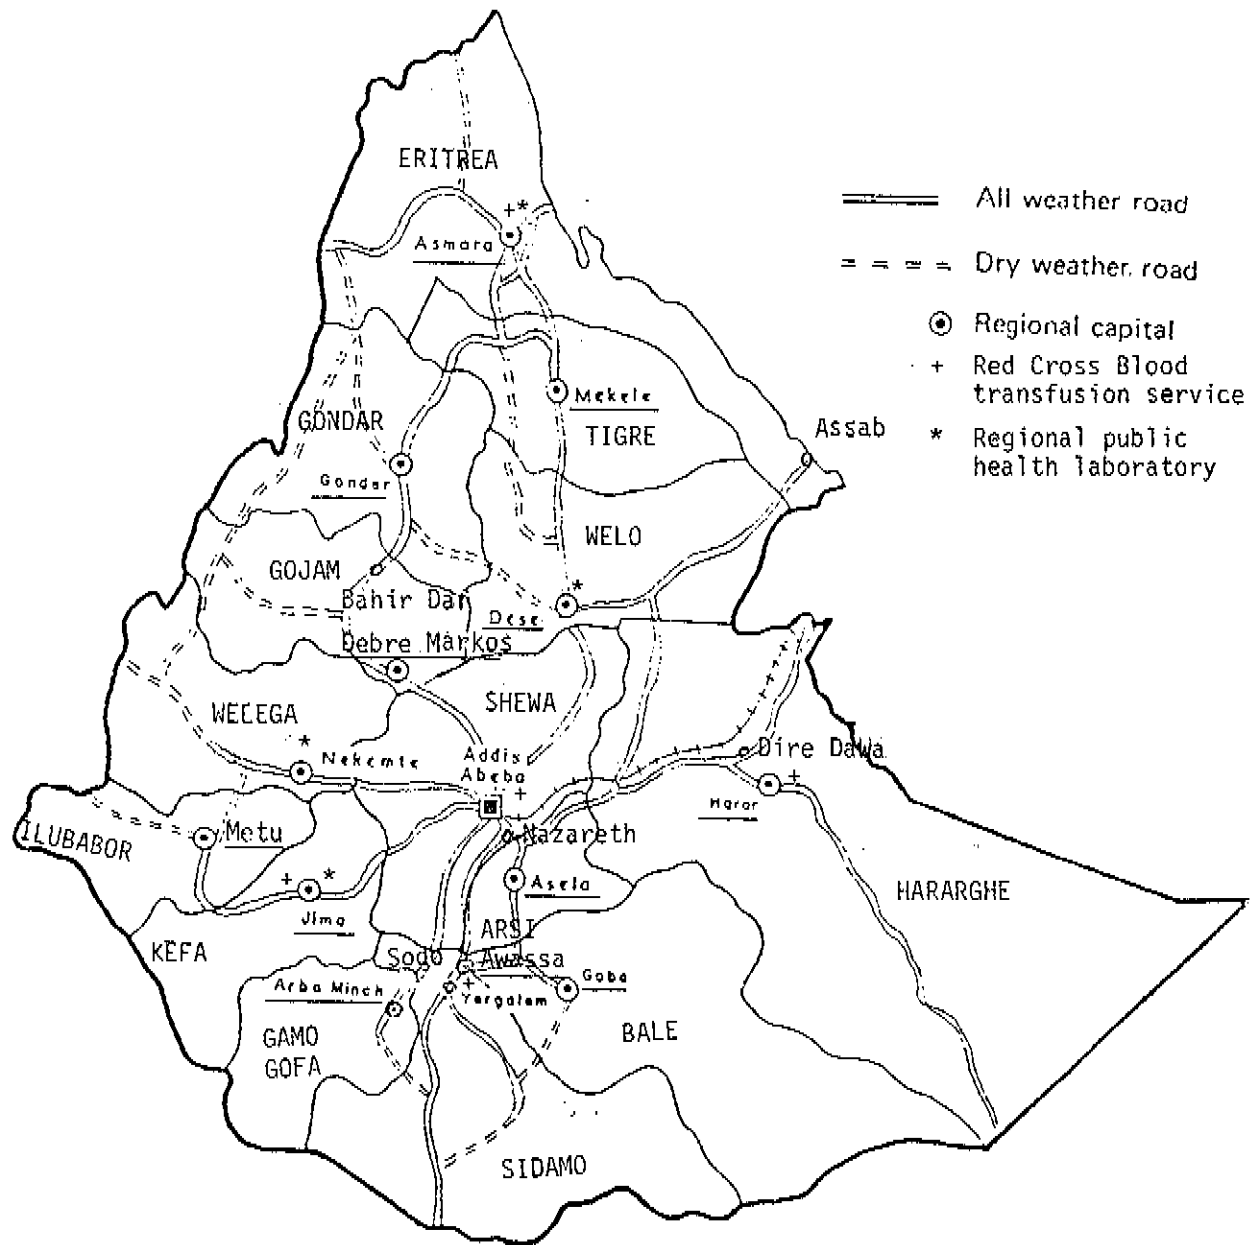 ERITREA
+*
Asmara
All weather road
Dry weather road
Regional capital
+ Red Cross Blood
transfusion service
* Regional public
health laboratory
Mekele
TIGRE
GONDAR
Gondar
Assab
WELO
GOJAM
Bahir Dar
*
Dese
Debre Markos
SHEWA
WELEGA
*
Nekemte
Addis
Abeba
+
Dire Dawa
Harar
+
ILUBABOR
Metu
+
Nazareth
+ *
Jima
Asela
HARARGHE
KEFA
ARSI
Sodo
Awassa
Goba
Arba Minch
+
Yergalem
GAMO
GOFA
BALE
SIDAMO